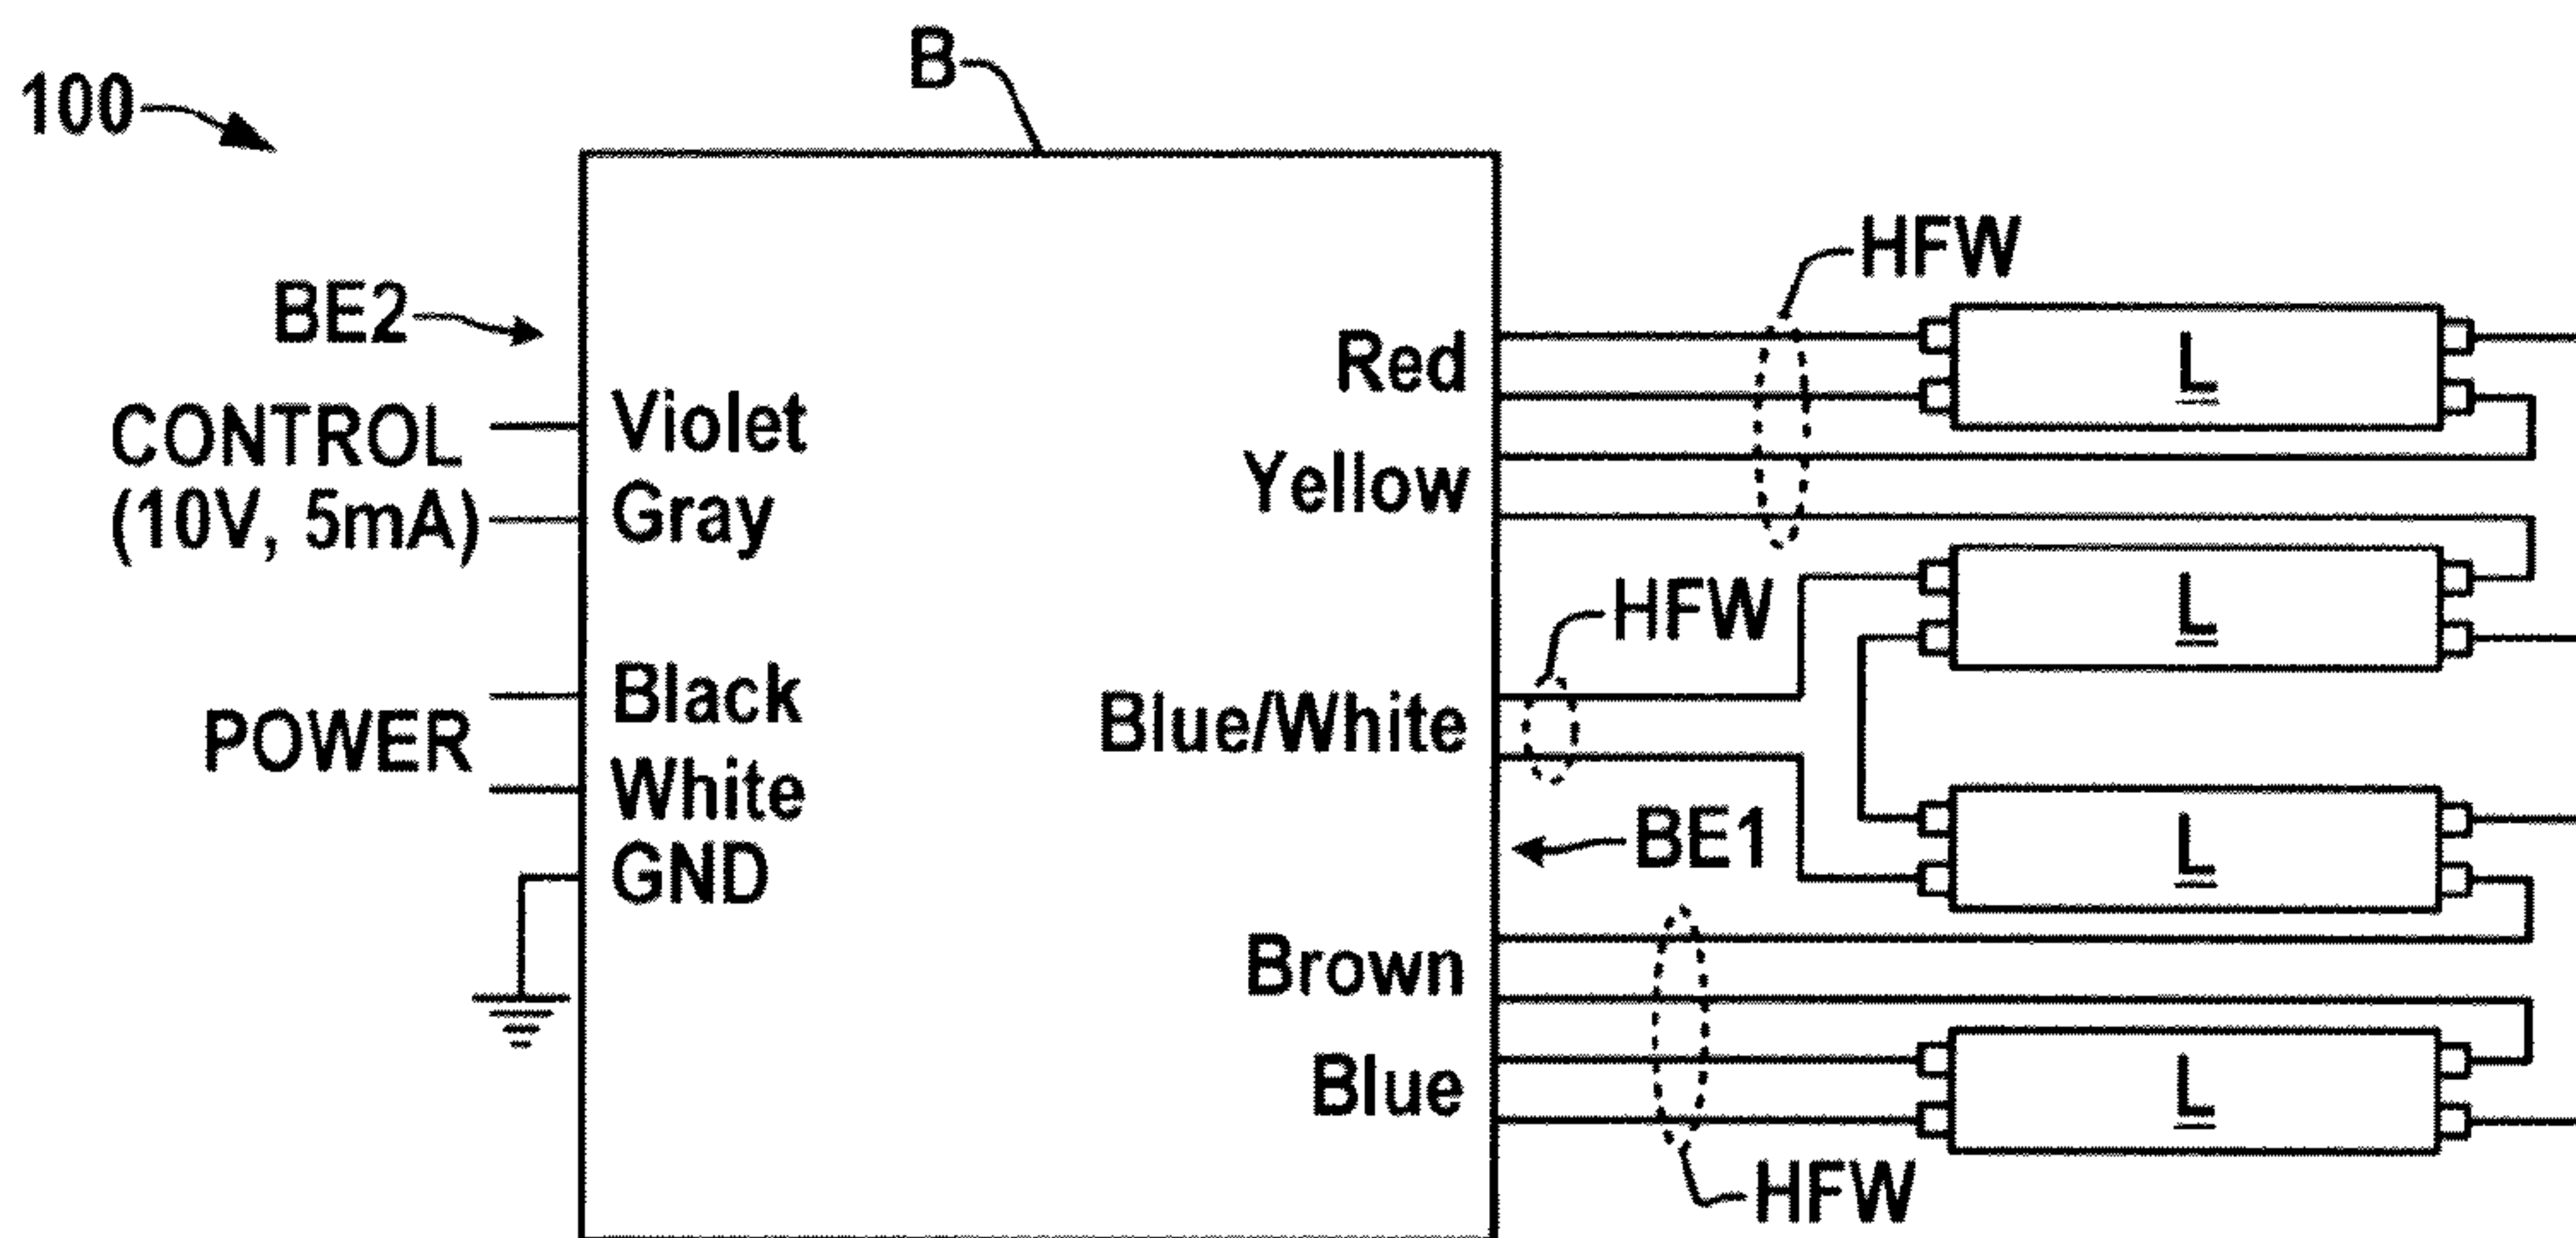 B
100
HFW
BE2
Red
L
CONTROL
(10V, 5mA)
Violet
Gray
Yellow
HFW
L
POWER
Black
White
GND
Blue/White
BE1
L
Brown
Blue
L
HFW